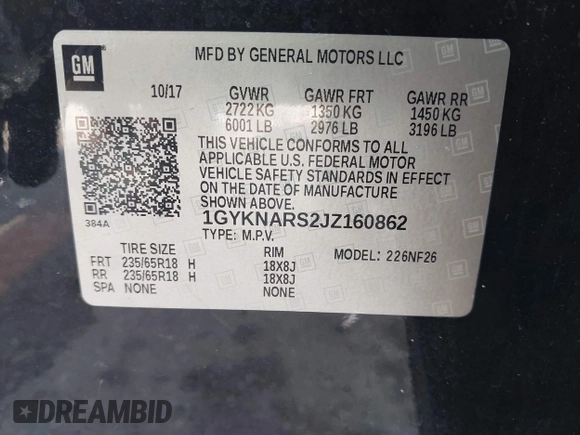 GM
MFD BY GENERAL MOTORS LLC
10/17 GVWR GAWR FRT GAWR RR
2722 KG 1350 KG 1450 KG
6001 LB 2976 LB 3196 LB
THIS VEHICLE CONFORMS TO ALL
APPLICABLE U.S. FEDERAL MOTOR
VEHICLE SAFETY STANDARDS IN EFFECT
ON THE DATE OF MANUFACTURE
SHOWN ABOVE.
384A
1GYKNARS2JZ160862
TYPE: M.P.V.
TIRE SIZE RIM MODEL: 226NF26
FRT 235/65R18 H 18X8J
RR 235/65R18 H 18X8J
SPA NONE NONE
DREAMBID